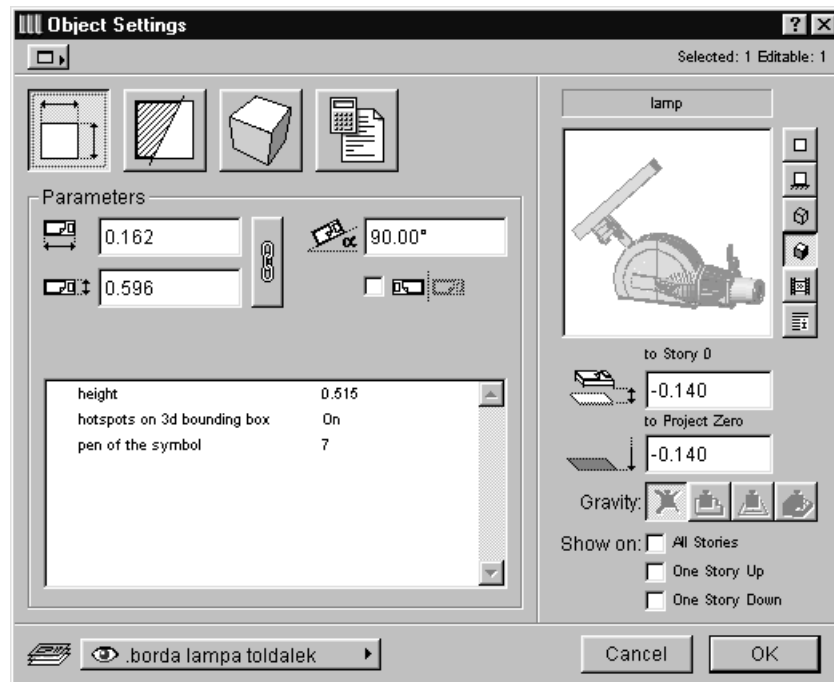 Object Settings
?
Selected: 1 Editable: 1
lamp
Parameters
0.162
α 90.00°
0.596
to Story 0
height 0.515
-0.140
hotspots on 3d bounding box On
to Project Zero
pen of the symbol 7
-0.140
Gravity:
Show on: All Stories
One Story Up
One Story Down
.borda lampa toldalek
Cancel
OK